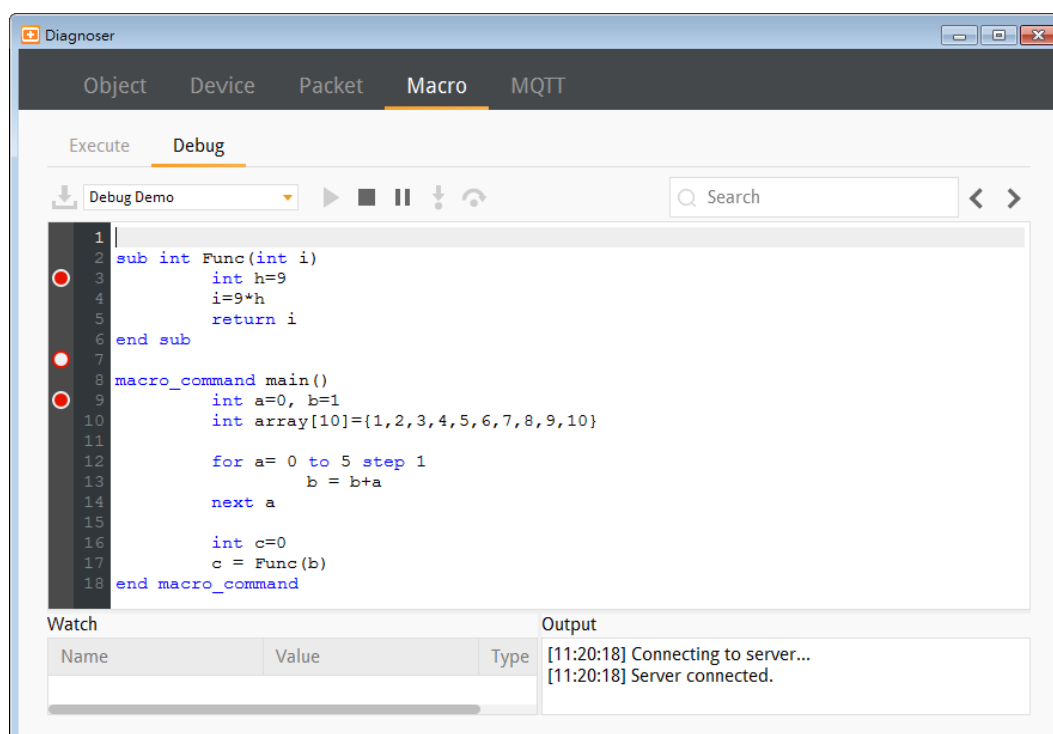 Diagnoser
Object Device Packet Macro MQTT
Execute Debug
Debug Demo Search
1
2 sub int Func(int i)
3 int h=9
4 i=9*h
5 return i
6 end sub
7
8 macro_command main()
9 int a=0, b=1
10 int array[10]={1,2,3,4,5,6,7,8,9,10}
11
12 for a= 0 to 5 step 1
13 b = b+a
14 next a
15
16 int c=0
17 c = Func(b)
18 end macro_command
Watch
Name Value Type
Output
[11:20:18] Connecting to server...
[11:20:18] Server connected.